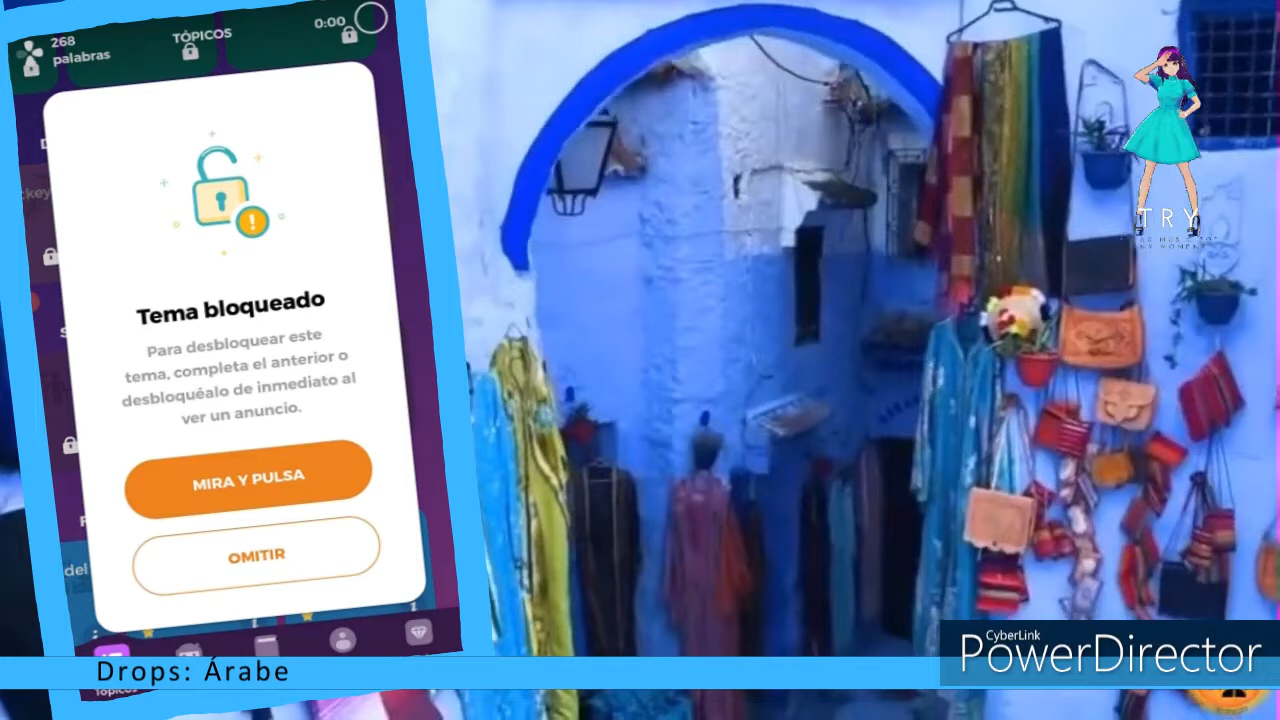 268
palabras
TÓPICOS
0:00
Tema bloqueado
Para desbloquear este
tema, completa el anterior o
desbloquéalo de inmediato al
ver un anuncio.
MIRA Y PULSA
OMITIR
del
Drops: Árabe
TRY
CyberLink
PowerDirector